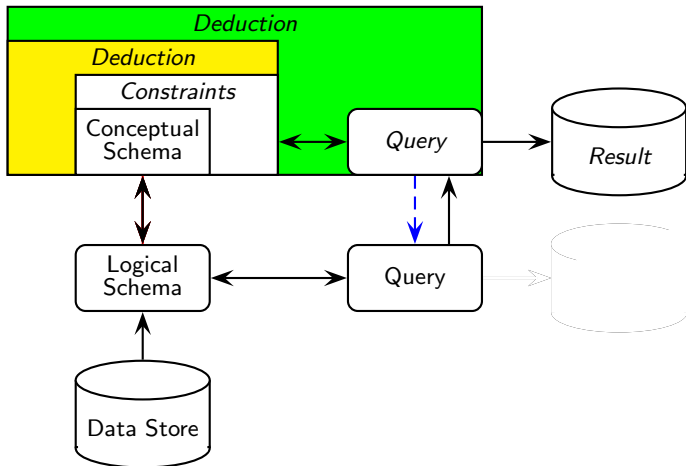 Deduction
Deduction
Constraints
Conceptual
Schema
Query
Result
Logical
Schema
Query
Data Store